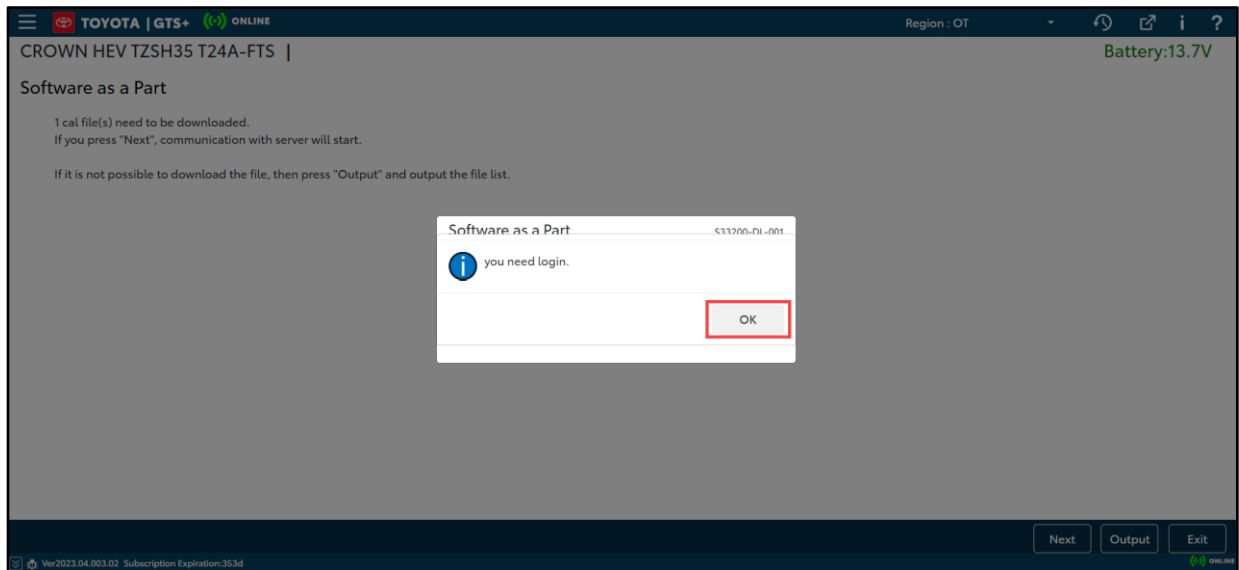 TOYOTA | GTS+ ONLINE Region : OT i ?
CROWN HEV TZSH35 T24A-FTS | Battery:13.7V
Software as a Part
1 cal file(s) need to be downloaded.
If you press "Next", communication with server will start.
If it is not possible to download the file, then press "Output" and output the file list.
Software as a Part S33200-DL-001
you need login.
OK
Next Output Exit
Ver2023.04.003.02 Subscription Expiration:353d ONLINE